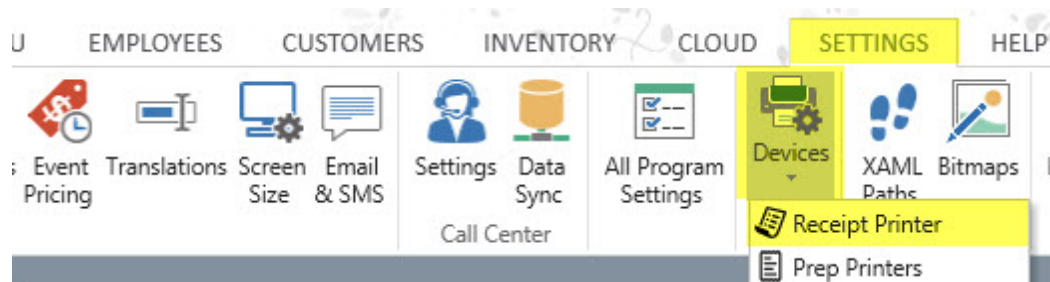 U EMPLOYEES CUSTOMERS INVENTORY CLOUD SETTINGS HELP
s Event Pricing
Translations
Screen Size
Email & SMS
Settings
Data Sync
Call Center
All Program Settings
Devices
XAML Paths
Bitmaps
Receipt Printer
Prep Printers